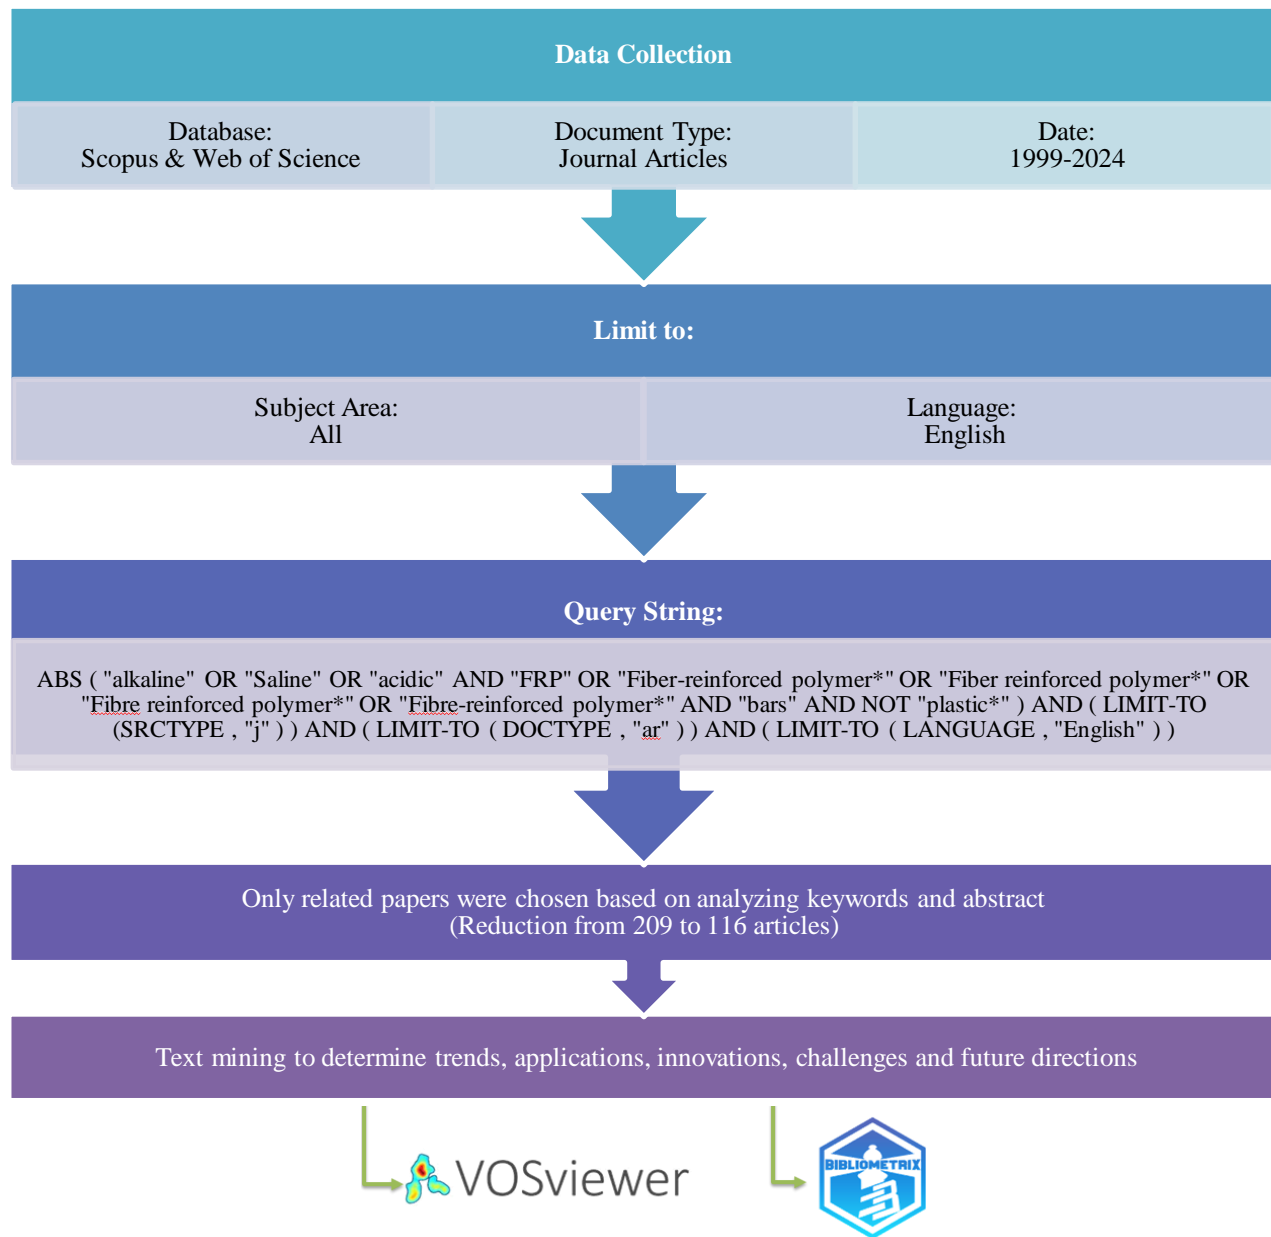 Data Collection
Database:
Scopus & Web of Science
Document Type:
Journal Articles
Date:
1999-2024
Limit to:
Subject Area:
All
Language:
English
Query String:
ABS ( "alkaline" OR "Saline" OR "acidic" AND "FRP" OR "Fiber-reinforced polymer*" OR "Fiber reinforced polymer*" OR
"Fibre reinforced polymer*" OR "Fibre-reinforced polymer*" AND "bars" AND NOT "plastic*" ) AND ( LIMIT-TO
(SRCTYPE , "j" ) ) AND ( LIMIT-TO ( DOCTYPE , "ar" ) ) AND ( LIMIT-TO ( LANGUAGE , "English" ) )
Only related papers were chosen based on analyzing keywords and abstract
(Reduction from 209 to 116 articles)
Text mining to determine trends, applications, innovations, challenges and future directions
VOSviewer
BIBLIOMETRIX